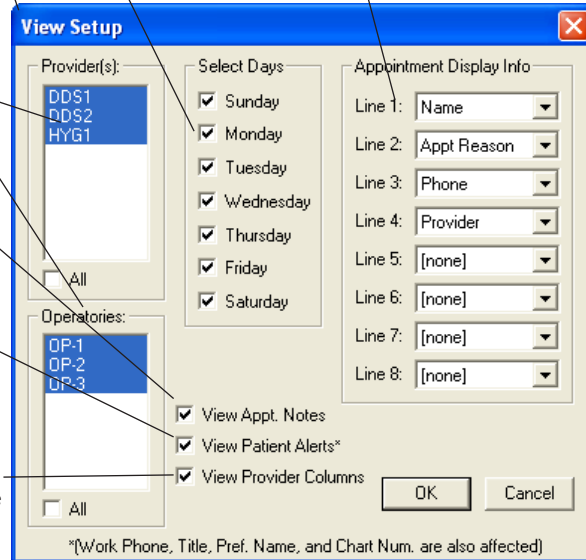 View Setup
Provider(s):
DDS1
DDS2
HYG1
All
Operatories:
OP-1
OP-2
OP-3
All
Select Days
Sunday
Monday
Tuesday
Wednesday
Thursday
Friday
Saturday
Appointment Display Info
Line 1: Name
Line 2: Appt Reason
Line 3: Phone
Line 4: Provider
Line 5: [none]
Line 6: [none]
Line 7: [none]
Line 8: [none]
View Appt. Notes
View Patient Alerts*
View Provider Columns
OK Cancel
*(Work Phone, Title, Pref. Name, and Chart Num. are also affected)